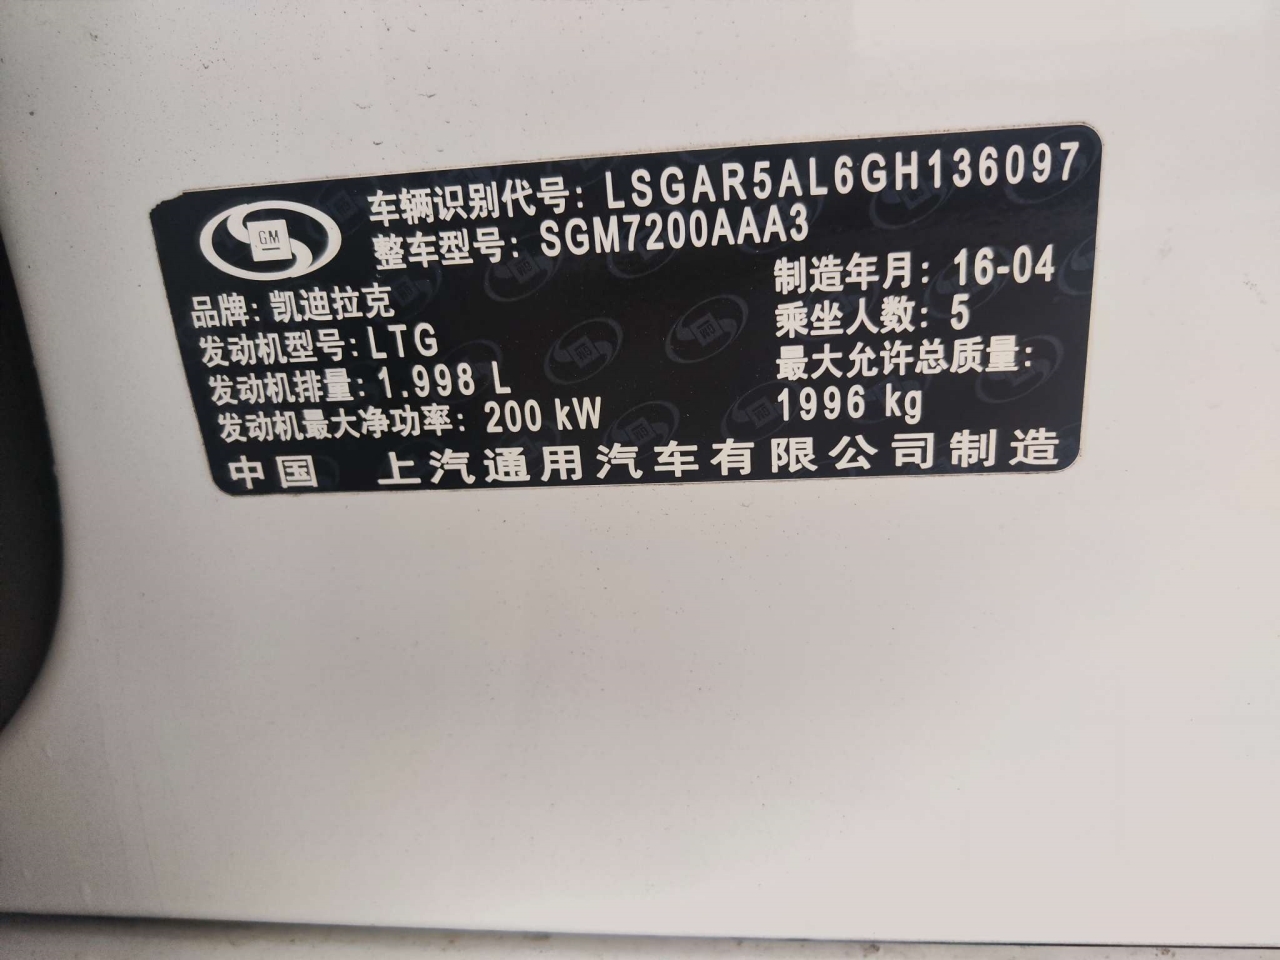 GM
车辆识别代号: LSGAR5AL6GH136097
整车型号: SGM7200AAA3
品牌: 凯迪拉克
制造年月: 16-04
发动机型号: LTG
乘坐人数: 5
发动机排量: 1.998 L
最大允许总质量:
1996 kg
发动机最大净功率: 200 kW
中国 上汽通用汽车有限公司制造